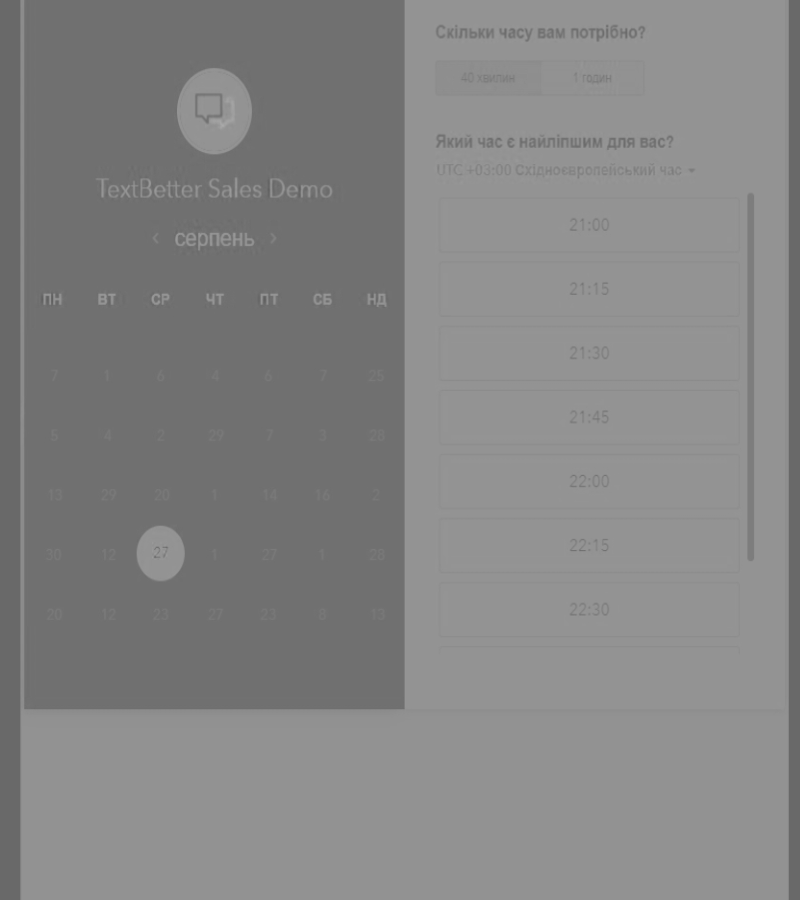 TextBetter Sales Demo
‹ серпень ›
ПН ВТ СР ЧТ ПТ СБ НД
7 1 6 4 6 7 25
6 4 2 29 7 3 28
13 29 20 1 14 16 2
30 12 27 1 27 1 28
20 12 23 27 23 8 13
Скільки часу вам потрібно?
40 хвилин 1 годин
Який час є найліпшим для вас?
UTC +03:00 Східноєвропейський час
21:00
21:15
21:30
21:45
22:00
22:15
22:30